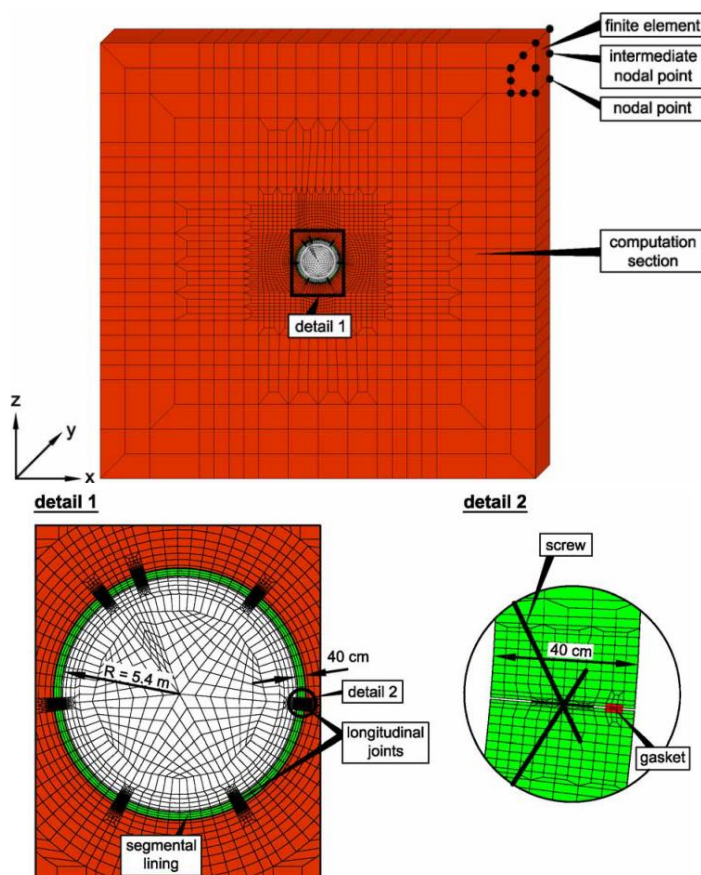 finite element
intermediate
nodal point
nodal point
computation
section
detail 1
z
y
x
detail 1
detail 2
screw
40 cm
R = 5.4 m
40 cm
detail 2
longitudinal
joints
gasket
segmental
lining